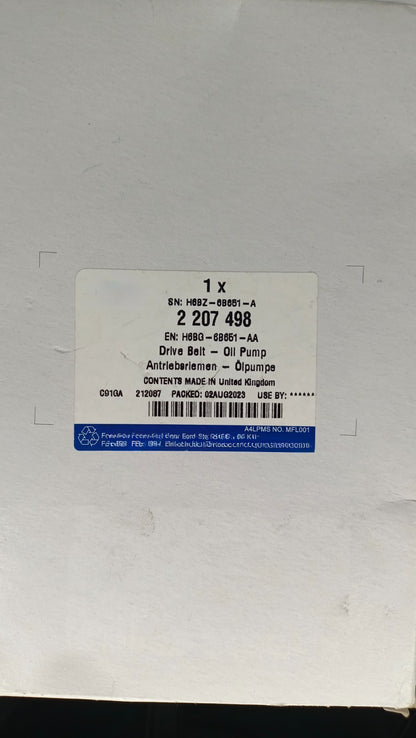 1 x
SN: H6BZ-6B651-A
2 207 498
EN: H6BG-6B651-AA
Drive Belt - Oil Pump
Antriebsriemen - Ölpumpe
CONTENTS MADE IN United Kingdom
C91GA 212087 PACKED: 02AUG2023 USE BY: ******
A4LPMS NO. MFL001